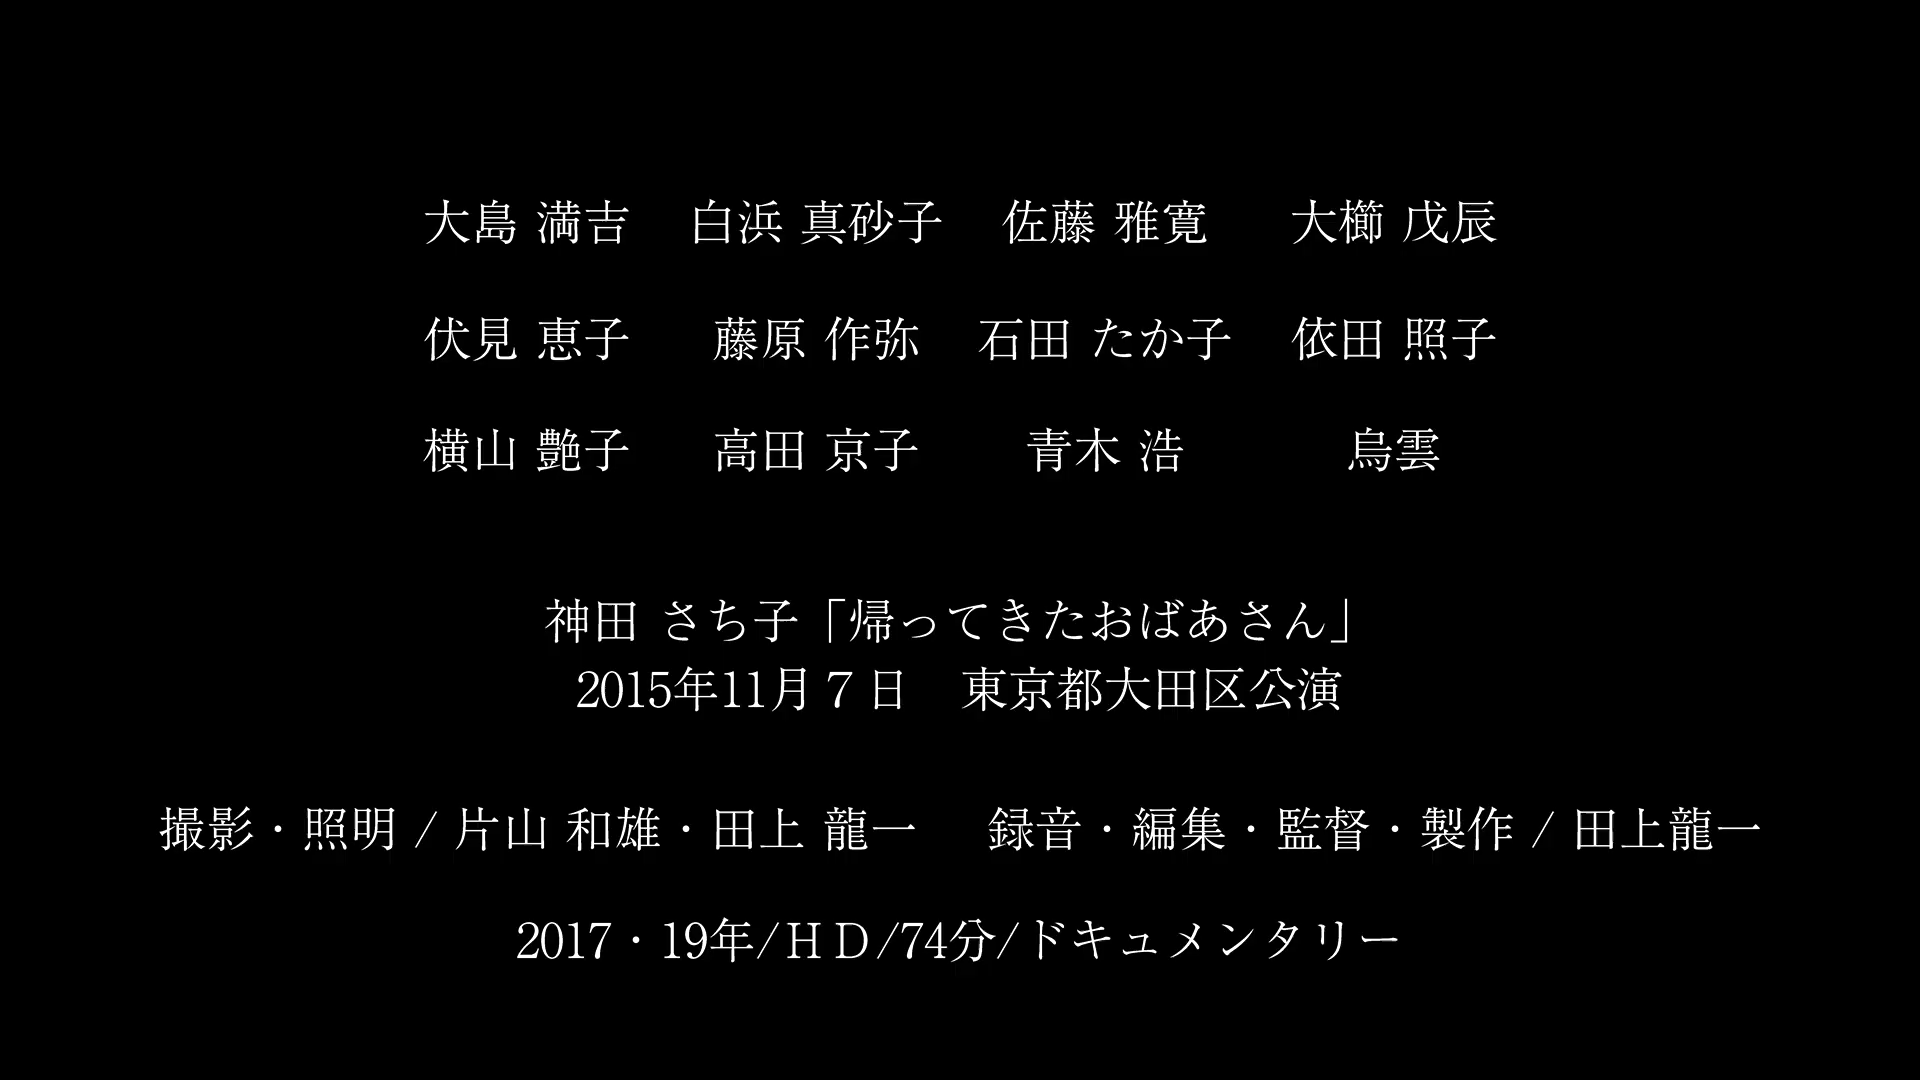 大島 満吉 白浜 真砂子 佐藤 雅寛 大櫛 戊辰
伏見 恵子 藤原 作弥 石田 たか子 依田 照子
横山 艶子 高田 京子 青木 浩 烏雲
神田 さち子「帰ってきたおばあさん」
2015年11月７日　東京都大田区公演
撮影・照明 / 片山 和雄・田上 龍一　録音・編集・監督・製作 / 田上龍一
2017・19年/ＨＤ/74分/ドキュメンタリー